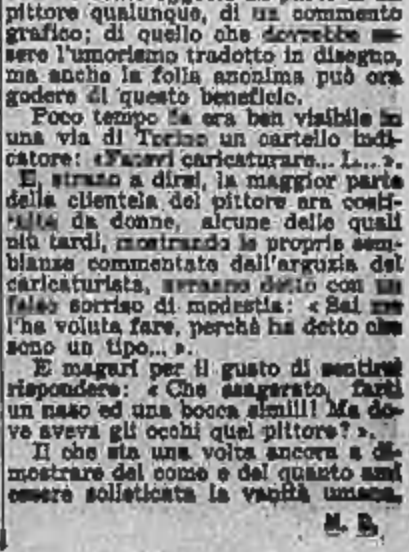 pittore qualunque, di un commento
grafico; di quello che dovrebbe es-
sere l'umorismo tradotto in disegno,
ma anche la folla anonima può ora
godere di questo beneficio.
Poco tempo fa era ben visibile in
una via di Torino un cartello indi-
catore: «Fatevi caricaturare... L...».
E, strano a dirsi, la maggior parte
della clientela del pittore era costi-
tuita da donne, alcune delle quali
più tardi, mostrando le proprie sem-
bianze commentate dall'arguzia del
caricaturista, avranno detto con un
falso sorriso di modestia: «Sai
l'ha voluta fare, perchè ha detto che
sono un tipo... ».
E magari per il gusto di sentirsi
rispondere: « Che esagerato, farti
un naso ed una bocca simili! Ma do-
ve aveva gli occhi quel pittore? ».
Il che sta una volta ancora a di-
mostrare del come e del quanto ami
essere solleticata la vanità umana.
M. B.